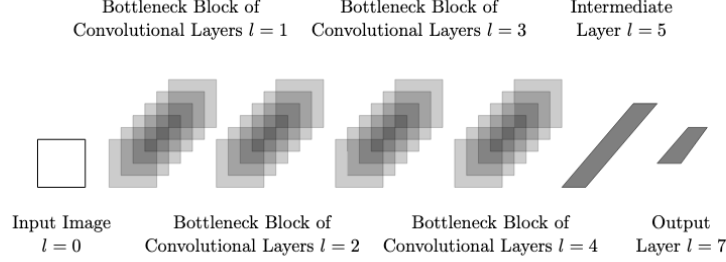 Bottleneck Block of
Convolutional Layers l = 1
Bottleneck Block of
Convolutional Layers l = 3
Intermediate
Layer l = 5
Input Image
l = 0
Bottleneck Block of
Convolutional Layers l = 2
Bottleneck Block of
Convolutional Layers l = 4
Output
Layer l = 7